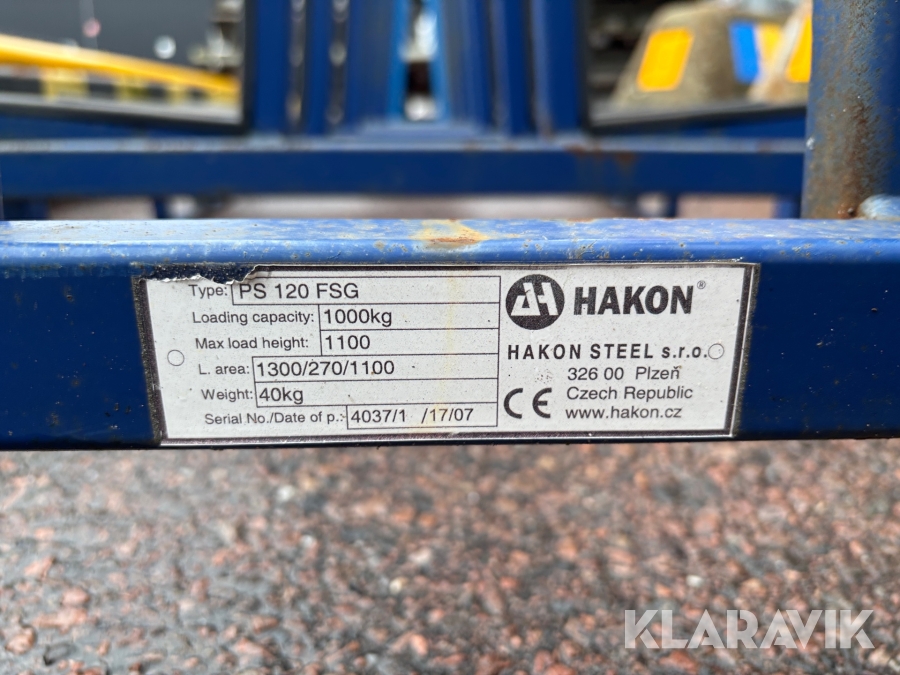 Type: PS 120 FSG
Loading capacity: 1000kg
Max load height: 1100
L. area: 1300/270/1100
Weight: 40kg
Serial No./Date of p.: 4037/1 /17/07
HAKON®
HAKON STEEL s.r.o.
326 00 Plzeň
Czech Republic
CE www.hakon.cz
KLARAVIK